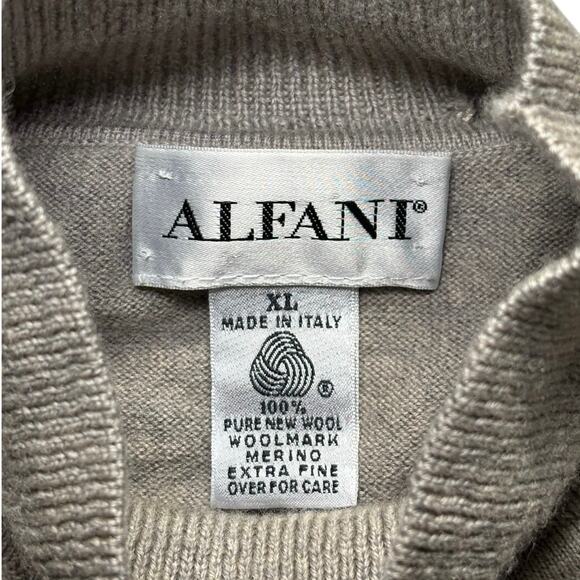 ALFANI®
XL
MADE IN ITALY
®
100%
PURE NEW WOOL
WOOLMARK
MERINO
EXTRA FINE
OVER FOR CARE